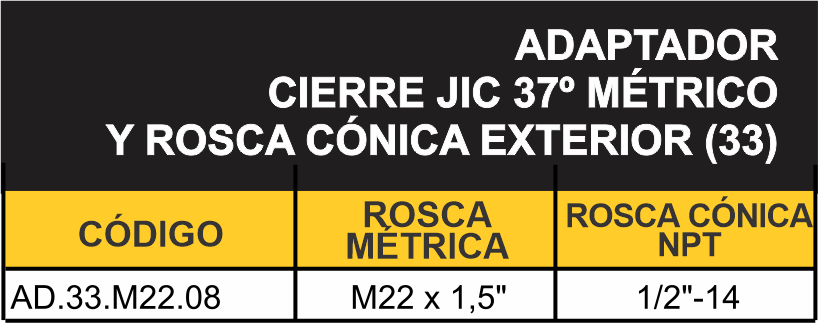 ADAPTADOR
CIERRE JIC 37º MÉTRICO
Y ROSCA CÓNICA EXTERIOR (33)
CÓDIGO
ROSCA
MÉTRICA
ROSCA CÓNICA
NPT
AD.33.M22.08
M22 x 1,5"
1/2"-14